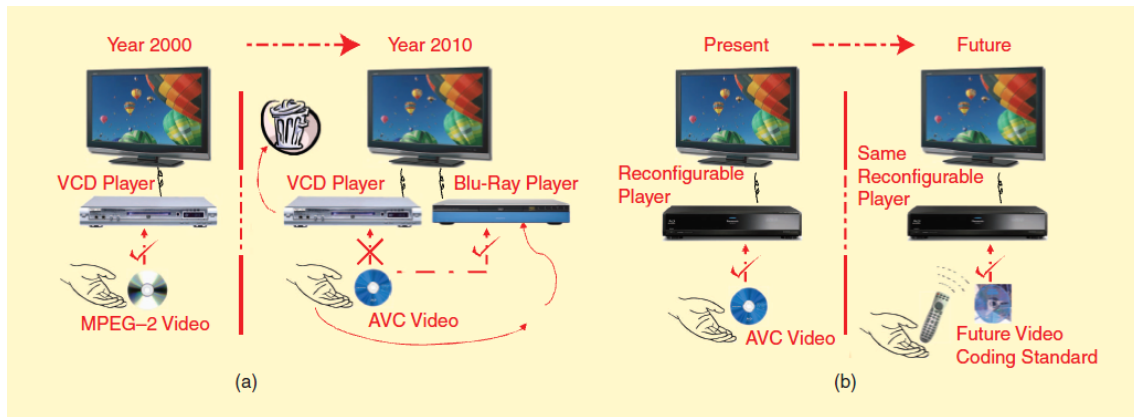 Year 2000
Year 2010
VCD Player
VCD Player
Blu-Ray Player
MPEG–2 Video
AVC Video
(a)
Present
Future
Reconfigurable
Player
Same
Reconfigurable
Player
AVC Video
Future Video
Coding Standard
(b)